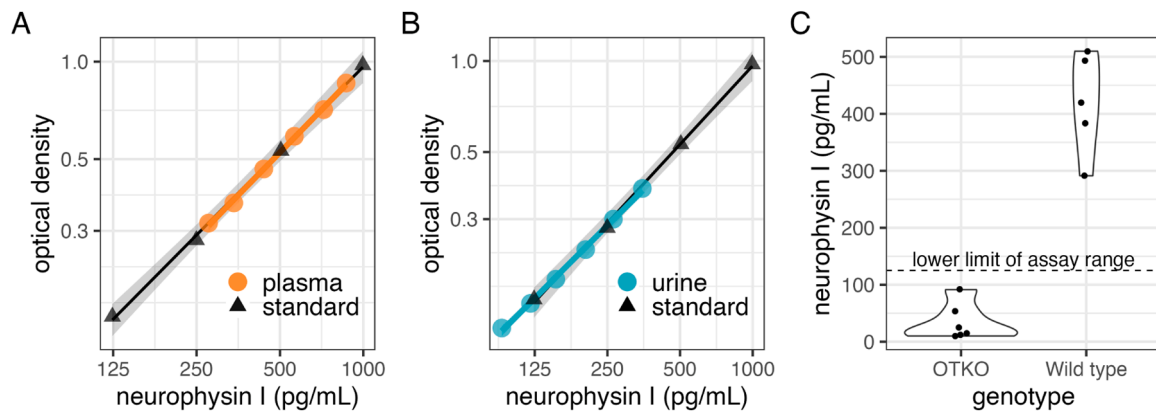 A
optical density
1.0
0.5
0.3
plasma
standard
125
250
500
1000
neurophysin I (pg/mL)
B
optical density
1.0
0.5
0.3
urine
standard
125
250
500
1000
neurophysin I (pg/mL)
C
neurophysin I (pg/mL)
500
400
300
200
100
0
lower limit of assay range
OTKO
Wild type
genotype